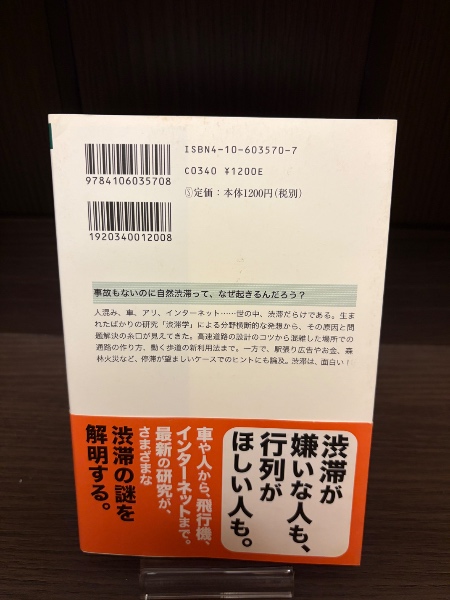 ISBN4-10-603570-7
C0340 ¥1200E
⑤定価：本体1200円（税別）
9784106035708
1920340012008
事故もないのに自然渋滞って、なぜ起きるんだろう？
人混み、車、アリ、インターネット……世の中、渋滞だらけである。生ま
れたばかりの研究「渋滞学」による分野横断的な発想から、その原因と問
題解決の糸口が見えてきた。高速道路の設計のコツから混雑した場所での
通路の作り方、動く歩道の新利用法まで。一方で、駅張り広告やお金、森
林火災など、停滞が望ましいケースでのヒントにも論及。渋滞は、面白い！
渋滞が
嫌いな人も、
行列が
ほしい人も。
車や人から、飛行機、
インターネットまで。
最新の研究が、
さまざまな
渋滞の謎を
解明する。